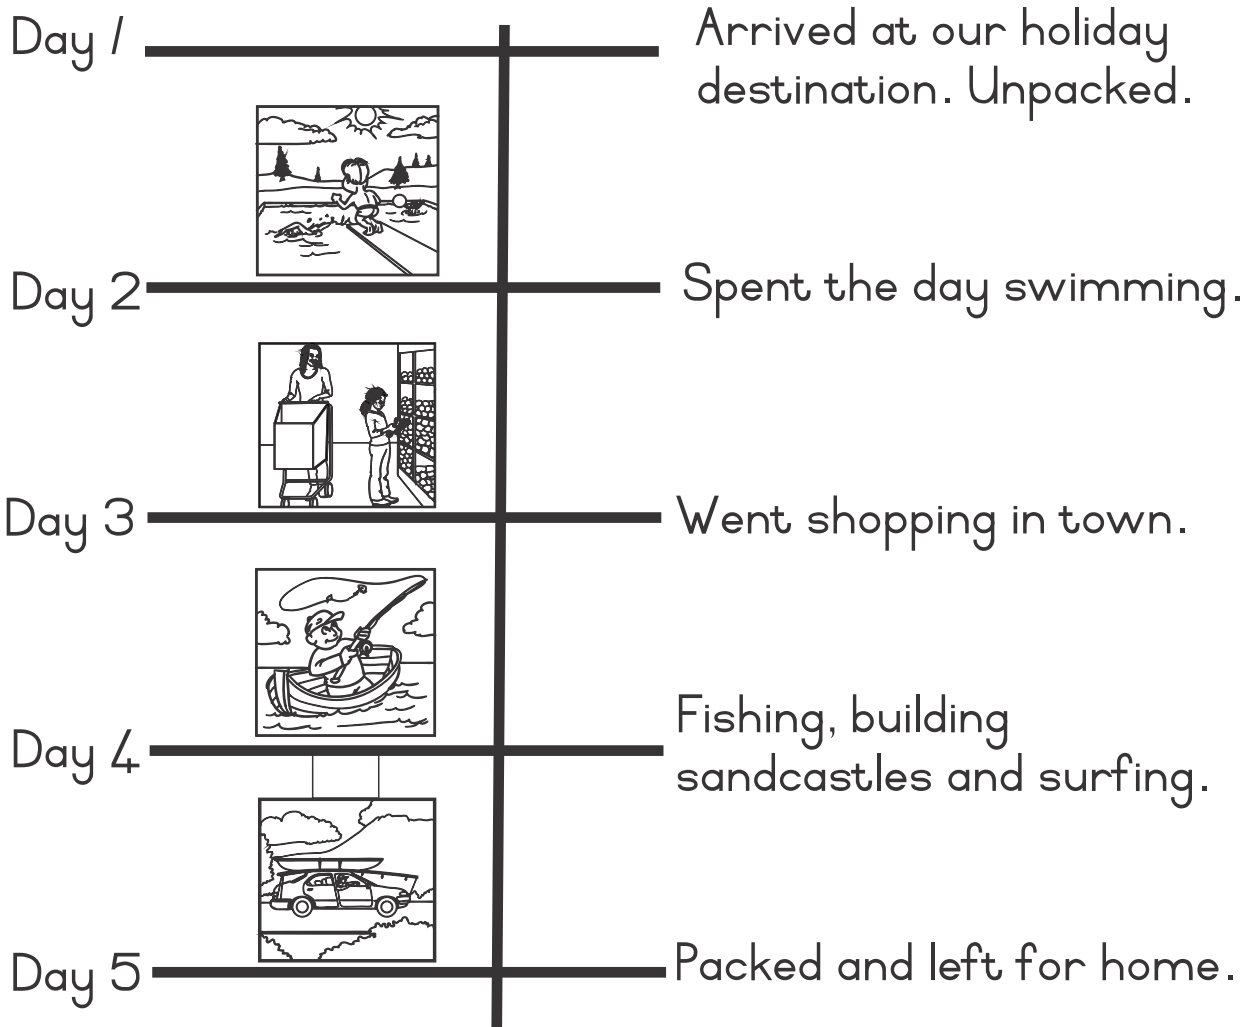 Day 1
Arrived at our holiday
destination. Unpacked.
Day 2
Spent the day swimming.
Day 3
Went shopping in town.
Day 4
Fishing, building
sandcastles and surfing.
Day 5
Packed and left for home.